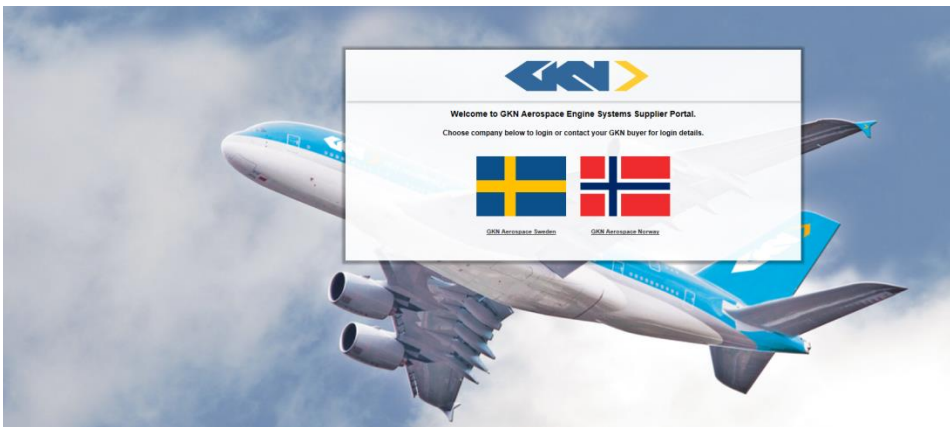 GKN
Welcome to GKN Aerospace Engine Systems Supplier Portal.
Choose company below to login or contact your GKN buyer for login details.
GKN Aerospace Sweden
GKN Aerospace Norway